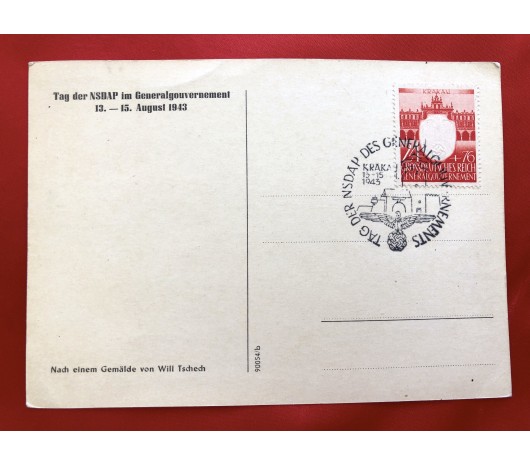 Tag der NSDAP im Generalgouvernement
13. — 15. August 1943
KRAKAU
24 + 76
GROSSDEUTSCHES REICH
GENERALGOUVERNEMENT
TAG DER NSDAP DES GENERALGOUVERNEMENTS
KRAKAU
13-15
1943
90054/b
Nach einem Gemälde von Will Tschech